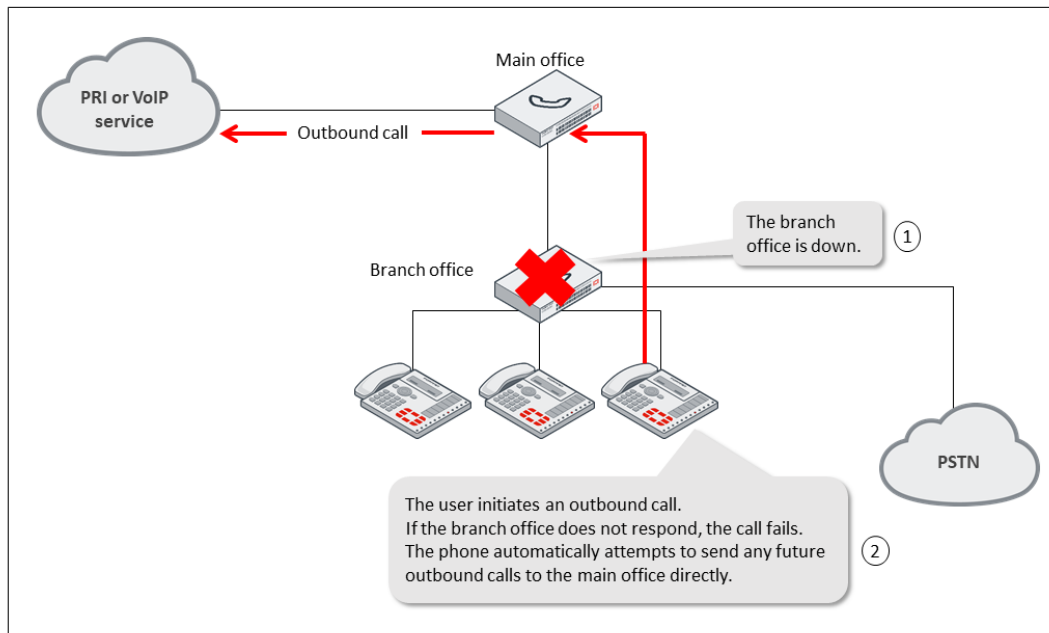 Main office
PRI or VoIP
service
Outbound call
The branch
office is down.
1
Branch office
PSTN
The user initiates an outbound call.
If the branch office does not respond, the call fails.
The phone automatically attempts to send any future
outbound calls to the main office directly.
2